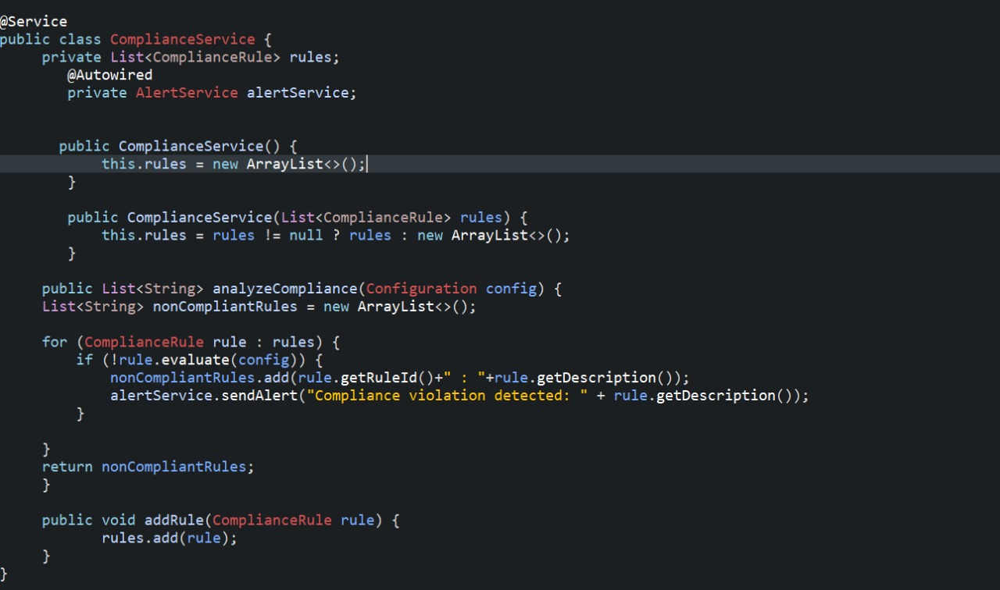 @Service
public class ComplianceService {
private List<ComplianceRule> rules;
@Autowired
private AlertService alertService;
public ComplianceService() {
this.rules = new ArrayList<>();
}
public ComplianceService(List<ComplianceRule> rules) {
this.rules = rules != null ? rules : new ArrayList<>();
}
public List<String> analyzeCompliance(Configuration config) {
List<String> nonCompliantRules = new ArrayList<>();
for (ComplianceRule rule : rules) {
if (!rule.evaluate(config)) {
nonCompliantRules.add(rule.getRuleId()+" : "+rule.getDescription());
alertService.sendAlert("Compliance violation detected: " + rule.getDescription());
}
}
return nonCompliantRules;
}
public void addRule(ComplianceRule rule) {
rules.add(rule);
}
}